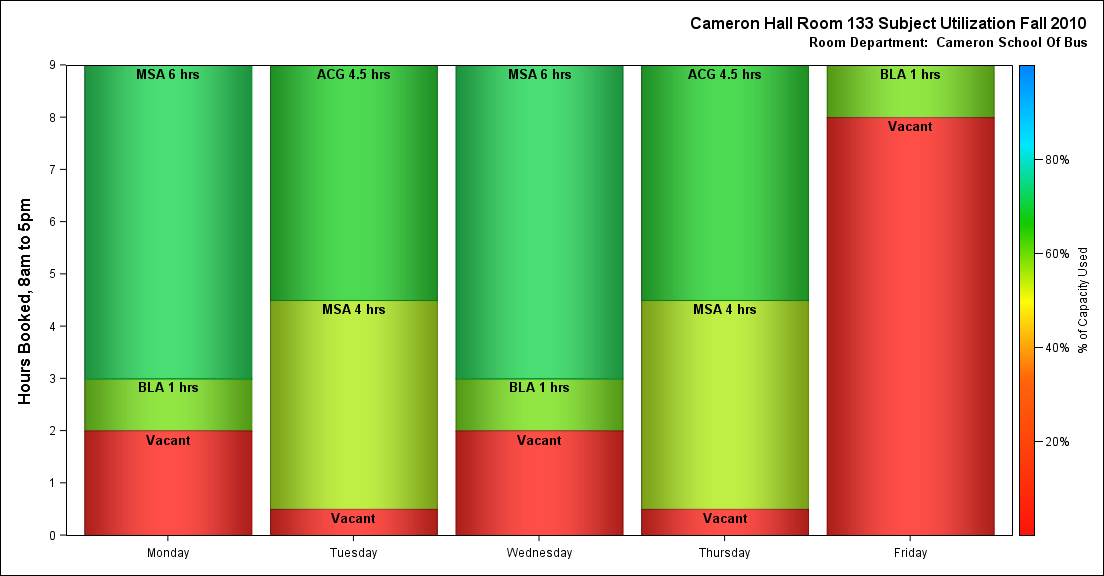 Cameron Hall Room 133 Subject Utilization Fall 2010
Room Department:  Cameron School Of Bus
Hours Booked, 8am to 5pm
9
8
7
6
5
4
3
2
1
0
MSA 6 hrs
BLA 1 hrs
Vacant
ACG 4.5 hrs
MSA 4 hrs
Vacant
MSA 6 hrs
BLA 1 hrs
Vacant
ACG 4.5 hrs
MSA 4 hrs
Vacant
BLA 1 hrs
Vacant
Monday
Tuesday
Wednesday
Thursday
Friday
80%
60%
40%
20%
% of Capacity Used